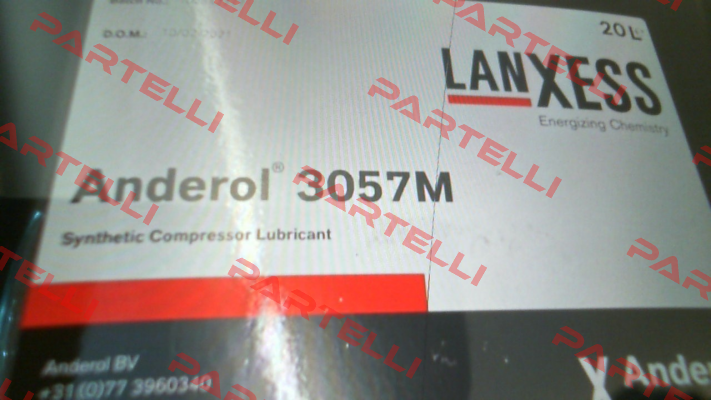 D.O.M.:
20L
LANXESS
Energizing Chemistry
Anderol® 3057M
Synthetic Compressor Lubricant
Anderol BV
+31(0)77 3960340
PARTELLI
PARTELLI
PARTELLI
PARTELLI
PARTELLI
PARTELLI
PARTELLI